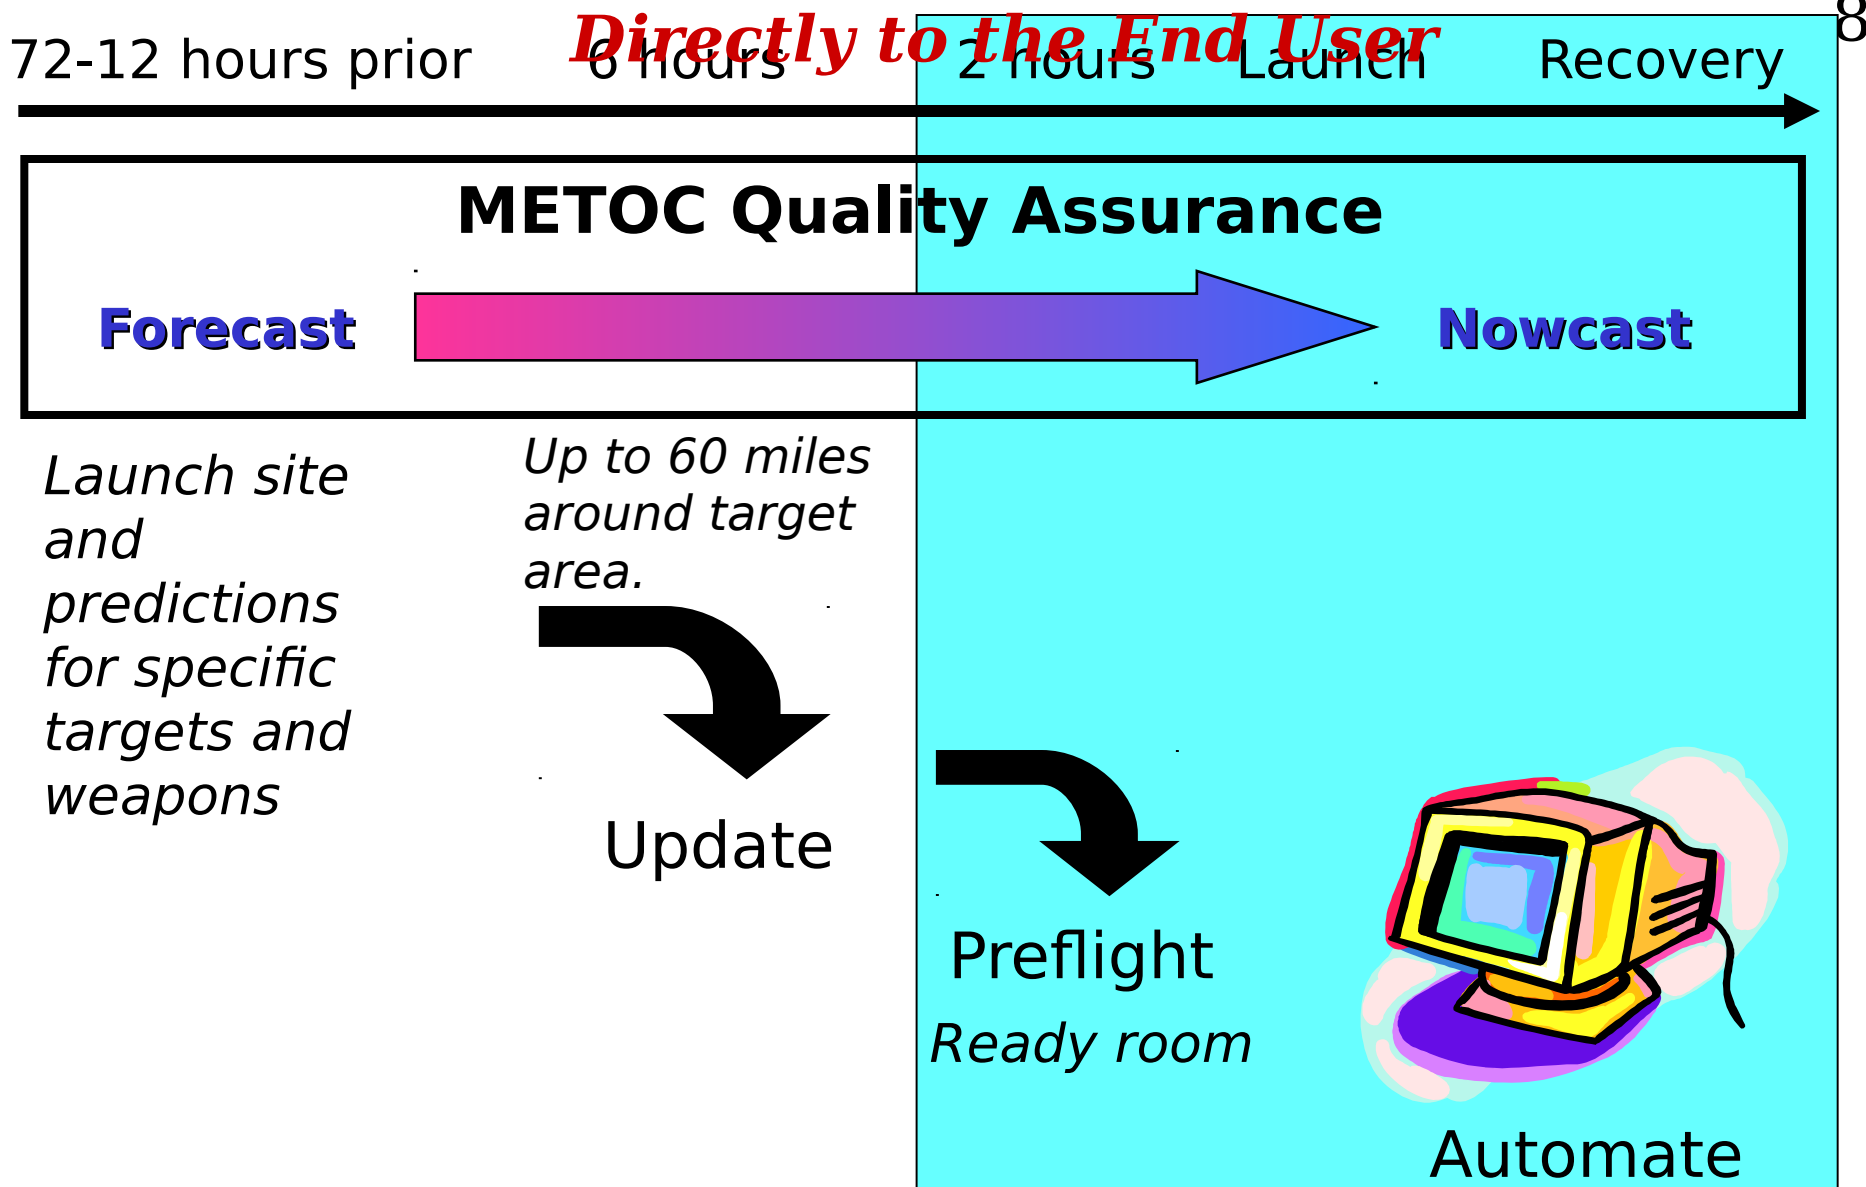 Directly to the End User
8
72-12 hours prior
6 hours
2 hours
Launch
Recovery
METOC Quality Assurance
Forecast
Nowcast
Launch site
and
predictions
for specific
targets and
weapons
Up to 60 miles
around target
area.
Update
Preflight
Ready room
Automate